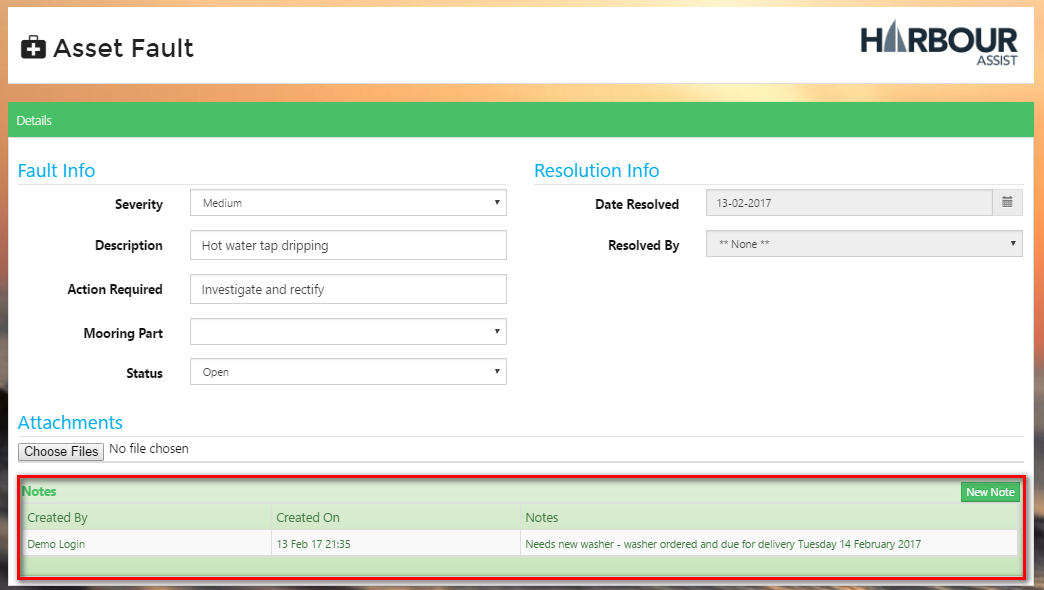 Asset Fault
HARBOUR
ASSIST
Details
Fault Info
Severity
Medium
Description
Hot water tap dripping
Action Required
Investigate and rectify
Mooring Part
Status
Open
Resolution Info
Date Resolved
13-02-2017
Resolved By
** None **
Attachments
Choose Files No file chosen
Notes
New Note
Created By Created On Notes
Demo Login 13 Feb 17 21:35 Needs new washer - washer ordered and due for delivery Tuesday 14 February 2017